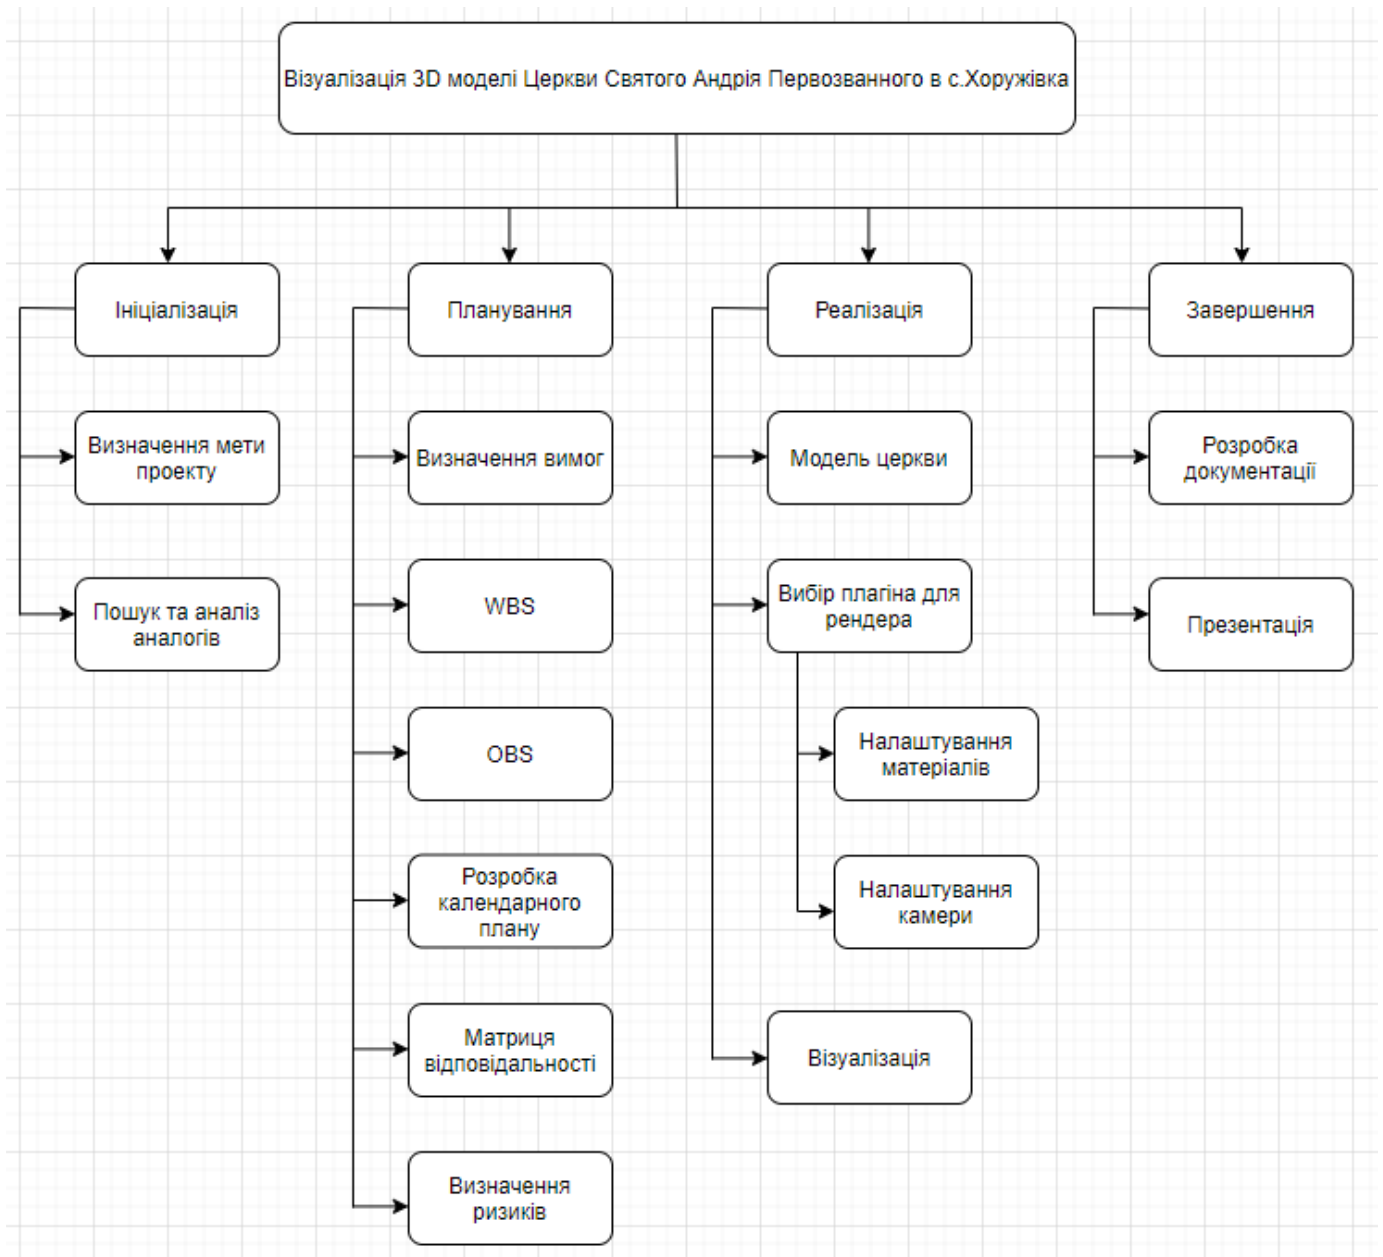 Візуалізація 3D моделі Церкви Святого Андрія Первозванного в с.Хоружівка
Ініціалізація
Визначення мети
проекту
Пошук та аналіз
аналогів
Планування
Визначення вимог
WBS
OBS
Розробка
календарного
плану
Матриця
відповідальності
Визначення
ризиків
Реалізація
Модель церкви
Вибір плагіна для
рендера
Налаштування
матеріалів
Налаштування
камери
Візуалізація
Завершення
Розробка
документації
Презентація